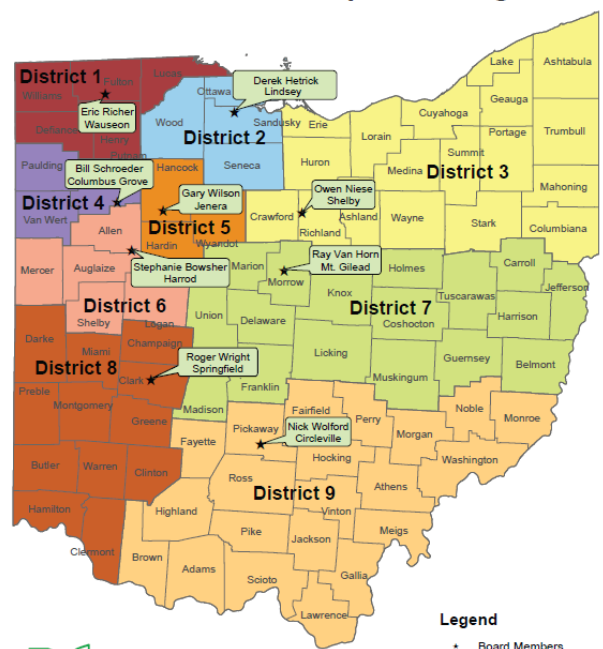 District 1
Williams
Fulton
Lucas
Defiance
Henry
Putnam
Eric Richer
Wauseon
Derek Hetrick
Lindsey
Ottawa
Wood
Sandusky
District 2
Seneca
Erie
Huron
Lorain
Cuyahoga
Lake
Geauga
Ashtabula
Portage
Trumbull
Summit
Medina
District 3
Mahoning
Crawford
Richland
Ashland
Wayne
Stark
Columbiana
Owen Niese
Shelby
Paulding
Bill Schroeder
Columbus Grove
District 4
Van Wert
Hancock
Gary Wilson
Jenera
District 5
Hardin
Wyandot
Allen
Stephanie Bowsher
Harrod
Mercer
Auglaize
District 6
Shelby
Logan
Marion
Ray Van Horn
Mt. Gilead
Morrow
Holmes
Carroll
Jefferson
Tuscarawas
Knox
District 7
Coshocton
Harrison
Union
Delaware
Licking
Guernsey
Belmont
Muskingum
Franklin
Madison
Darke
Miami
Champaign
District 8
Clark
Roger Wright
Springfield
Preble
Montgomery
Greene
Butler
Warren
Clinton
Hamilton
Clermont
Fairfield
Perry
Noble
Monroe
Morgan
Washington
Fayette
Pickaway
Nick Wolford
Circleville
Hocking
Athens
Ross
District 9
Vinton
Highland
Pike
Jackson
Meigs
Brown
Adams
Scioto
Gallia
Lawrence
Legend
Board Members